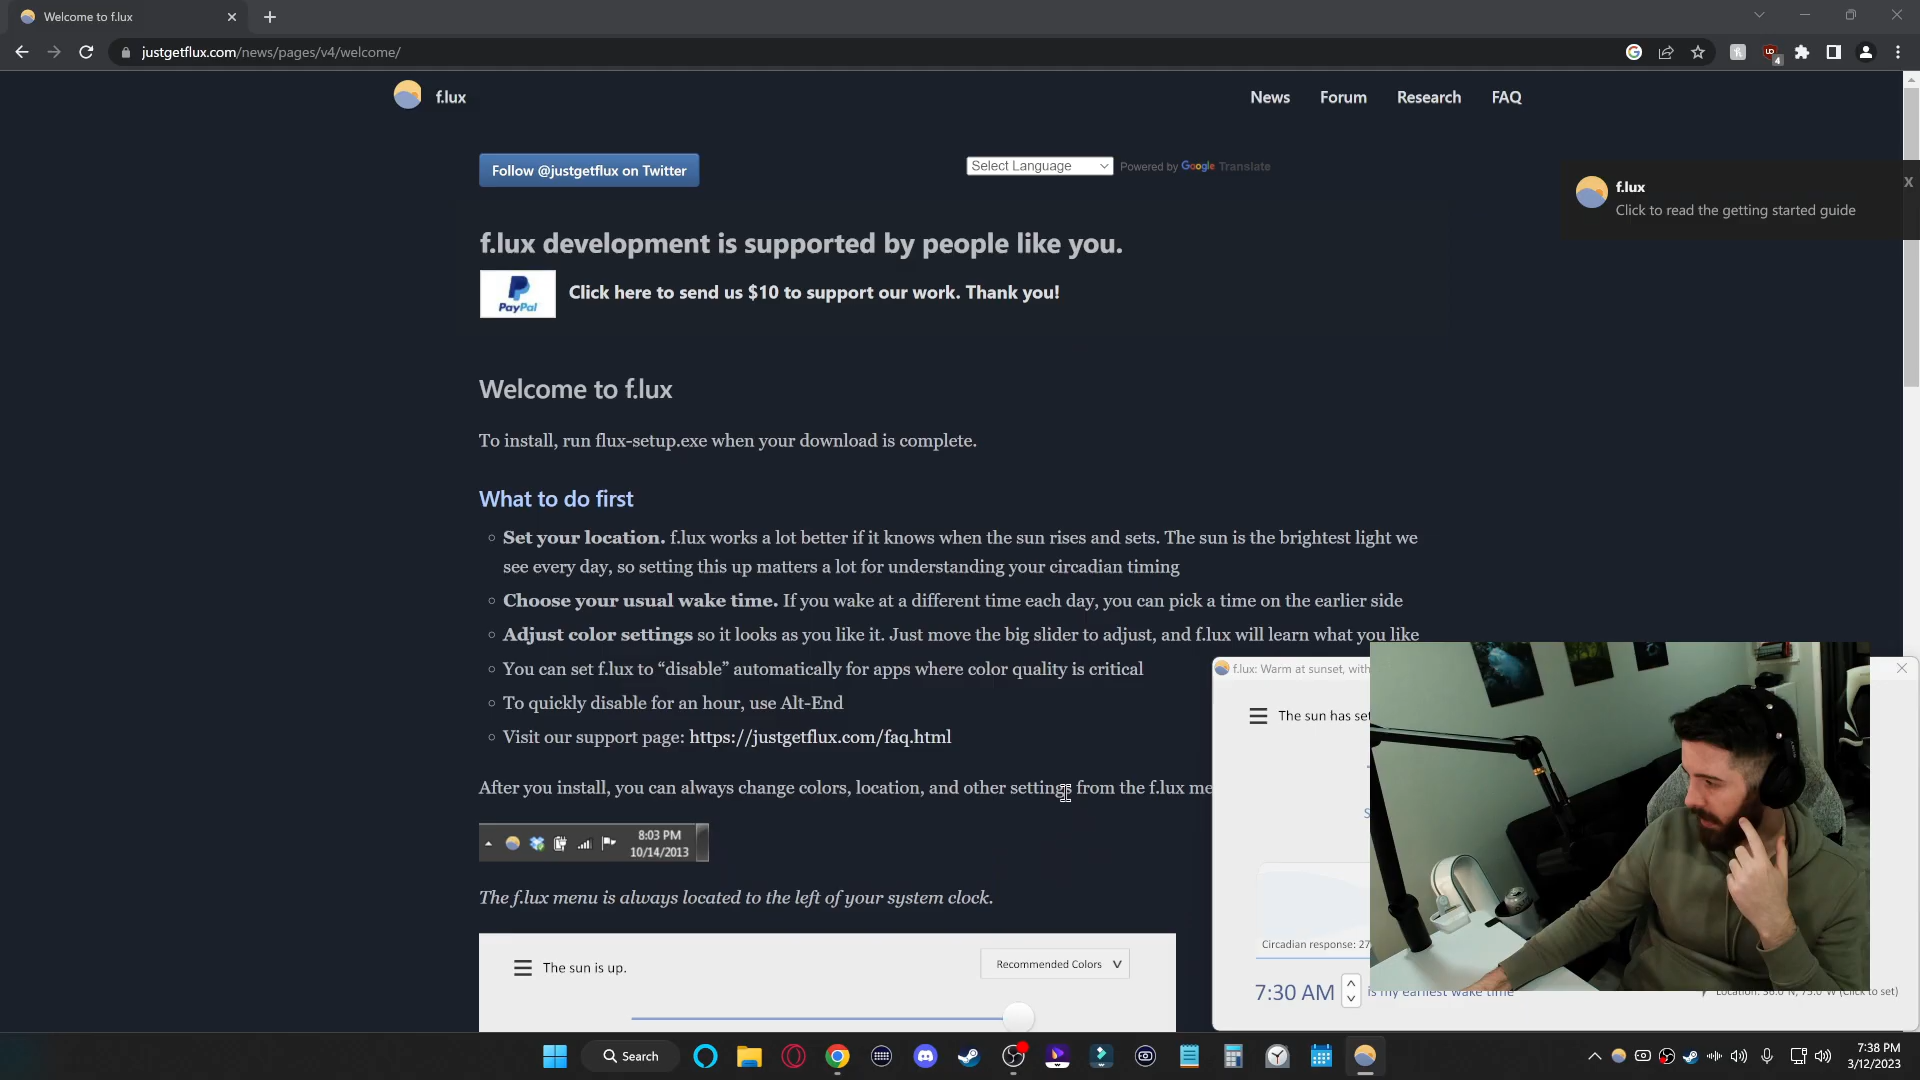 Welcome to f.lux
justgetflux.com/news/pages/v4/welcome/
f.lux
News
Forum
Research
FAQ
Follow @justgetflux on Twitter
Select Language
Powered by Google Translate
f.lux
Click to read the getting started guide
X
f.lux development is supported by people like you.
PayPal
Click here to send us $10 to support our work. Thank you!
Welcome to f.lux
To install, run flux-setup.exe when your download is complete.
What to do first
Set your location. f.lux works a lot better if it knows when the sun rises and sets. The sun is the brightest light we
see every day, so setting this up matters a lot for understanding your circadian timing
Choose your usual wake time. If you wake at a different time each day, you can pick a time on the earlier side
Adjust color settings so it looks as you like it. Just move the big slider to adjust, and f.lux will learn what you like
You can set f.lux to “disable” automatically for apps where color quality is critical
To quickly disable for an hour, use Alt-End
Visit our support page: https://justgetflux.com/faq.html
After you install, you can always change colors, location, and other settings from the f.lux me
8:03 PM
10/14/2013
The f.lux menu is always located to the left of your system clock.
The sun is up.
Recommended Colors
f.lux: Warm at sunset, with
The sun has set
Circadian response: 27
7:30 AM
is my earliest wake time
(Click to set)
Search
7:38 PM
3/12/2023